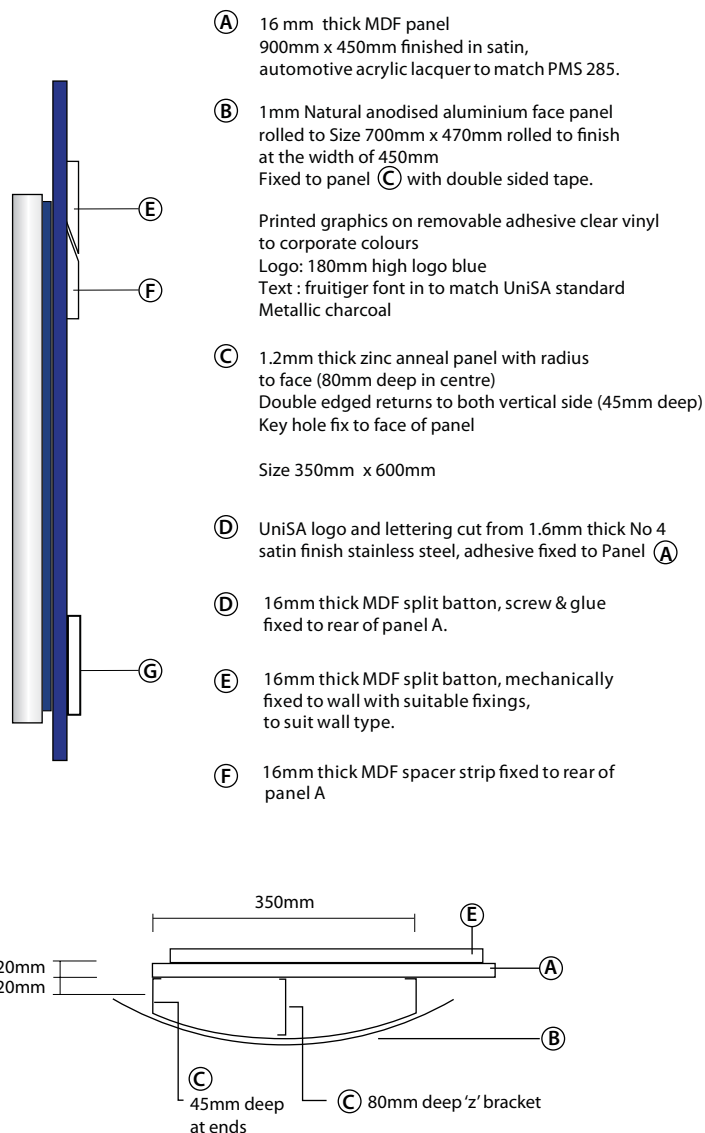 A 16 mm thick MDF panel
900mm x 450mm finished in satin,
automotive acrylic lacquer to match PMS 285.
B 1mm Natural anodised aluminium face panel
rolled to Size 700mm x 470mm rolled to finish
at the width of 450mm
Fixed to panel C with double sided tape.
Printed graphics on removable adhesive clear vinyl
to corporate colours
Logo: 180mm high logo blue
Text : fruitiger font in to match UniSA standard
Metallic charcoal
C 1.2mm thick zinc anneal panel with radius
to face (80mm deep in centre)
Double edged returns to both vertical side (45mm deep)
Key hole fix to face of panel
Size 350mm x 600mm
D UniSA logo and lettering cut from 1.6mm thick No 4
satin finish stainless steel, adhesive fixed to Panel A
D 16mm thick MDF split batton, screw & glue
fixed to rear of panel A.
E 16mm thick MDF split batton, mechanically
fixed to wall with suitable fixings,
to suit wall type.
F 16mm thick MDF spacer strip fixed to rear of
panel A
E
F
G
350mm
E
20mm
A
20mm
B
C
45mm deep
at ends
C 80mm deep 'z' bracket